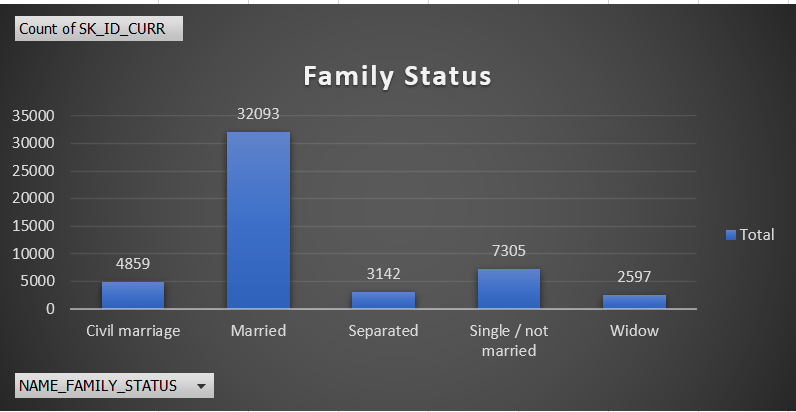 Count of SK_ID_CURR
Family Status
35000
30000
25000
20000
15000
10000
5000
0
4859
32093
3142
7305
2597
Civil marriage
Married
Separated
Single / not
married
Widow
Total
NAME_FAMILY_STATUS